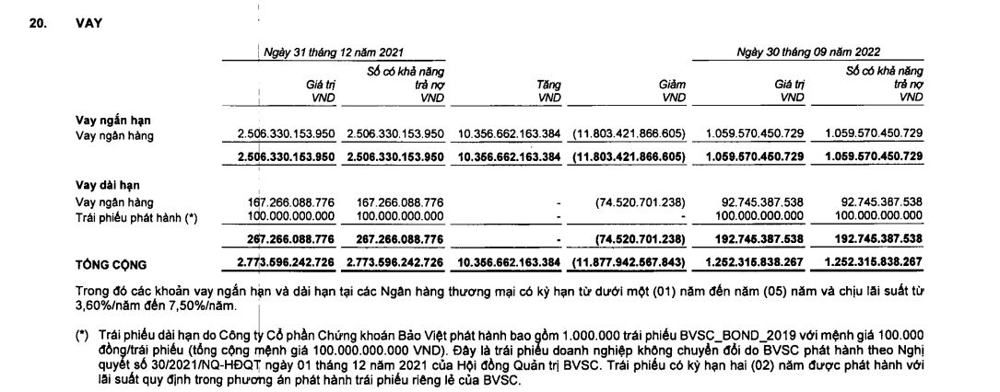 20. VAY
Ngày 31 tháng 12 năm 2021 Ngày 30 tháng 09 năm 2022
Số có khả năng Số có khả năng
Giá trị trả nợ Tăng Giảm Giá trị trả nợ
VND VND VND VND VND VND
Vay ngắn hạn
Vay ngân hàng 2.506.330.153.950 2.506.330.153.950 10.356.662.163.384 (11.803.421.866.605) 1.059.570.450.729 1.059.570.450.729
2.506.330.153.950 2.506.330.153.950 10.356.662.163.384 (11.803.421.866.605) 1.059.570.450.729 1.059.570.450.729
Vay dài hạn
Vay ngân hàng 167.266.088.776 167.266.088.776 - (74.520.701.238) 92.745.387.538 92.745.387.538
Trái phiếu phát hành (*) 100.000.000.000 100.000.000.000 - - 100.000.000.000 100.000.000.000
267.266.088.776 267.266.088.776 - (74.520.701.238) 192.745.387.538 192.745.387.538
TỔNG CỘNG 2.773.596.242.726 2.773.596.242.726 10.356.662.163.384 (11.877.942.567.843) 1.252.315.838.267 1.252.315.838.267
Trong đó các khoản vay ngắn hạn và dài hạn tại các Ngân hàng thương mại có kỳ hạn từ dưới một (01) năm đến năm (05) năm và chịu lãi suất từ
3,60%/năm đến 7,50%/năm.
(*) Trái phiếu dài hạn do Công ty Cổ phần Chứng khoán Bảo Việt phát hành bao gồm 1.000.000 trái phiếu BVSC_BOND_2019 với mệnh giá 100.000
đồng/trái phiếu (tổng cộng mệnh giá 100.000.000.000 VND). Đây là trái phiếu doanh nghiệp không chuyển đổi do BVSC phát hành theo Nghị
quyết số 30/2021/NQ-HĐQT ngày 01 tháng 12 năm 2021 của Hội đồng Quản trị BVSC. Trái phiếu có kỳ hạn hai (02) năm được phát hành với
lãi suất quy định trong phương án phát hành trái phiếu riêng lẻ của BVSC.